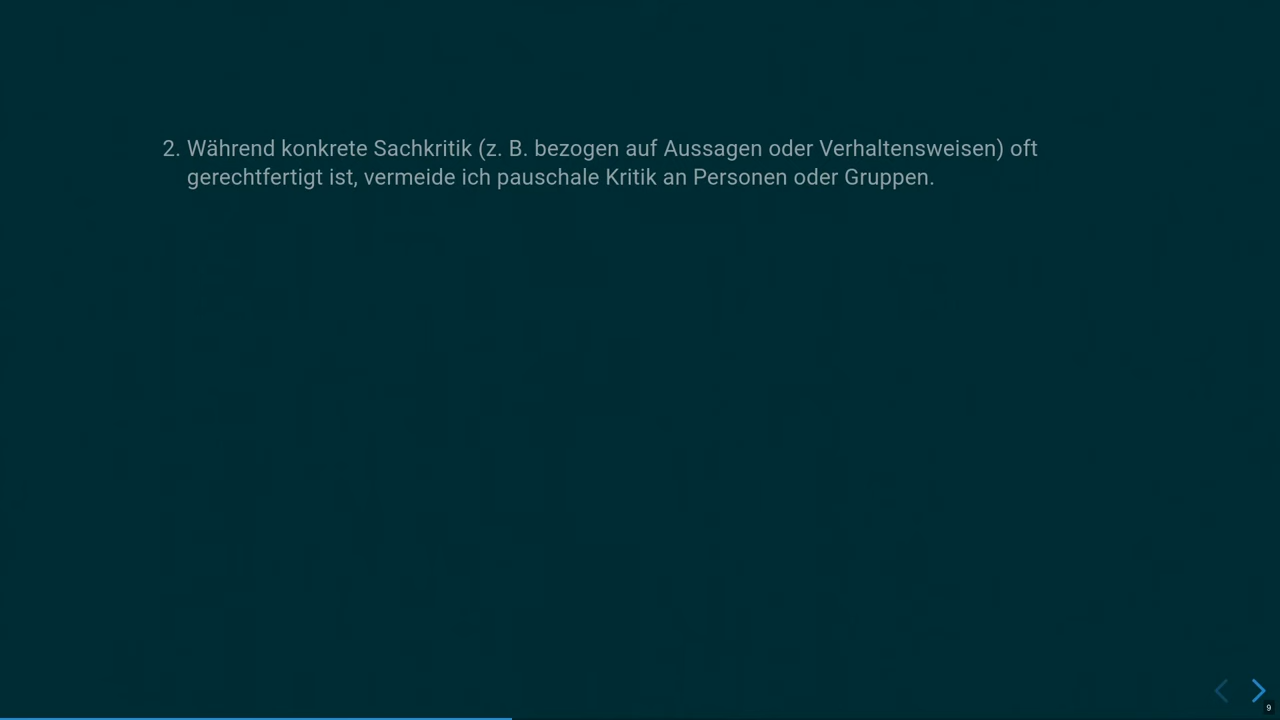 2. Während konkrete Sachkritik (z. B. bezogen auf Aussagen oder Verhaltensweisen) oft
gerechtfertigt ist, vermeide ich pauschale Kritik an Personen oder Gruppen.
9